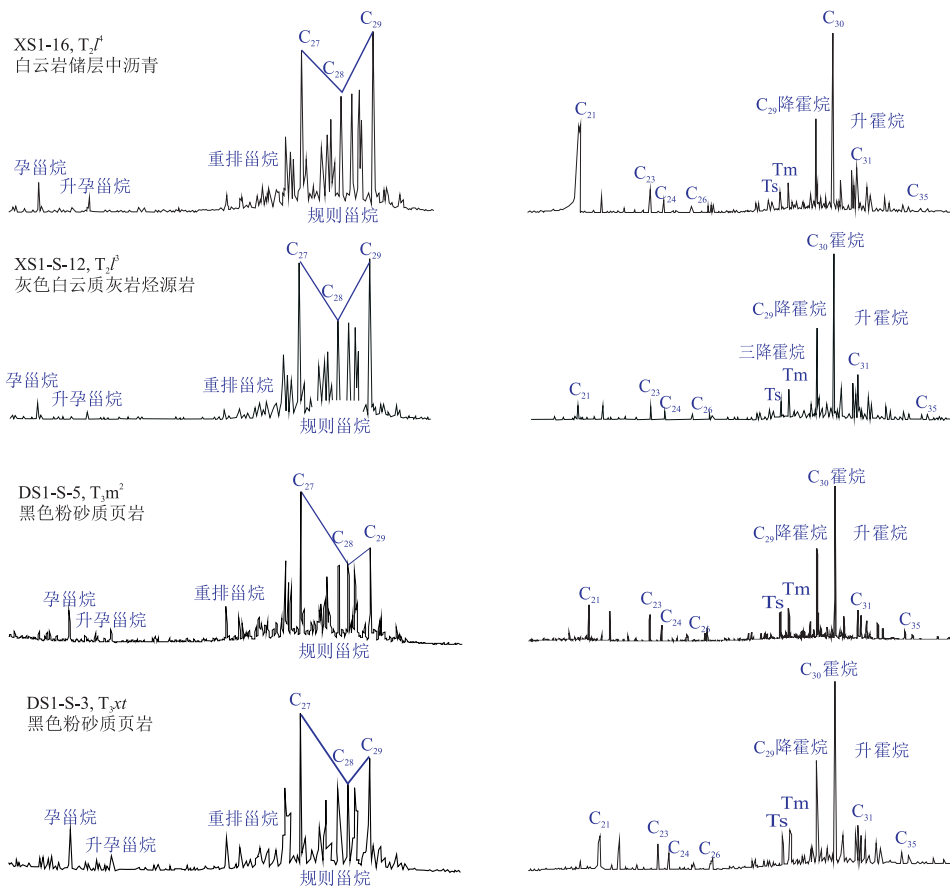 XS1-16, T₂l⁴
白云岩储层中沥青
C₂₇
C₂₈
C₂₉
孕甾烷
升孕甾烷
重排甾烷
规则甾烷
C₂₁
C₂₃
C₂₄
C₂₆
Ts
Tm
C₂₉降霍烷
C₃₀
升霍烷
C₃₁
C₃₅
XS1-S-12, T₂l³
灰色白云质灰岩烃源岩
C₂₇
C₂₈
C₂₉
孕甾烷
升孕甾烷
重排甾烷
规则甾烷
C₂₁
C₂₃
C₂₄
C₂₆
三降霍烷
Ts
Tm
C₂₉降霍烷
C₃₀霍烷
升霍烷
C₃₁
C₃₅
DS1-S-5, T₃m²
黑色粉砂质页岩
C₂₇
C₂₈
C₂₉
孕甾烷
升孕甾烷
重排甾烷
规则甾烷
C₂₁
C₂₃
C₂₄
C₂₆
Ts
Tm
C₂₉降霍烷
C₃₀霍烷
升霍烷
C₃₁
C₃₅
DS1-S-3, T₃xt
黑色粉砂质页岩
C₂₇
C₂₈
C₂₉
孕甾烷
升孕甾烷
重排甾烷
规则甾烷
C₂₁
C₂₃
C₂₄
C₂₆
Ts
Tm
C₂₉降霍烷
C₃₀霍烷
升霍烷
C₃₁
C₃₅